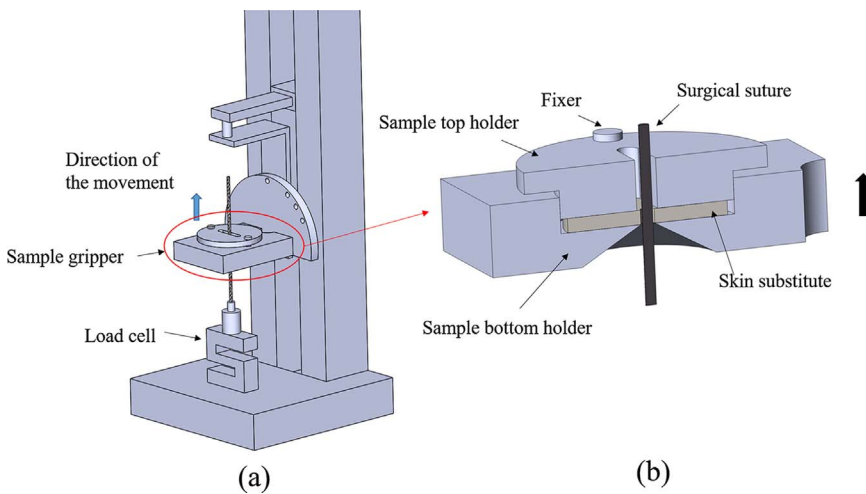 Direction of
the movement
Sample gripper
Load cell
(a)
Fixer
Surgical suture
Sample top holder
Skin substitute
Sample bottom holder
(b)